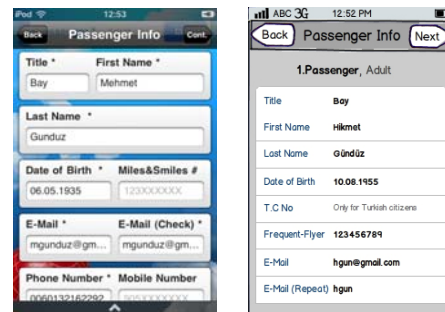 iPod 12:53
Back Passenger Info Cont.
Title * First Name *
Bay Mehmet
Last Name *
Gunduz
Date of Birth * Miles&Smiles #
06.05.1935 123XXXXXX
E-Mail * E-Mail (Check) *
mgunduz@gm... mgunduz@gm...
Phone Number * Mobile Number
0060132162292 905XXXXXXX
ABC 3G 12:52 PM
Back Passenger Info Next
1.Passenger, Adult
Title Bay
First Name Hikmet
Last Name Gündüz
Date of Birth 10.08.1955
T.C No Only for Turkish citizens
Frequent-Flyer 123456789
E-Mail hgun@gmail.com
E-Mail (Repeat) hgun